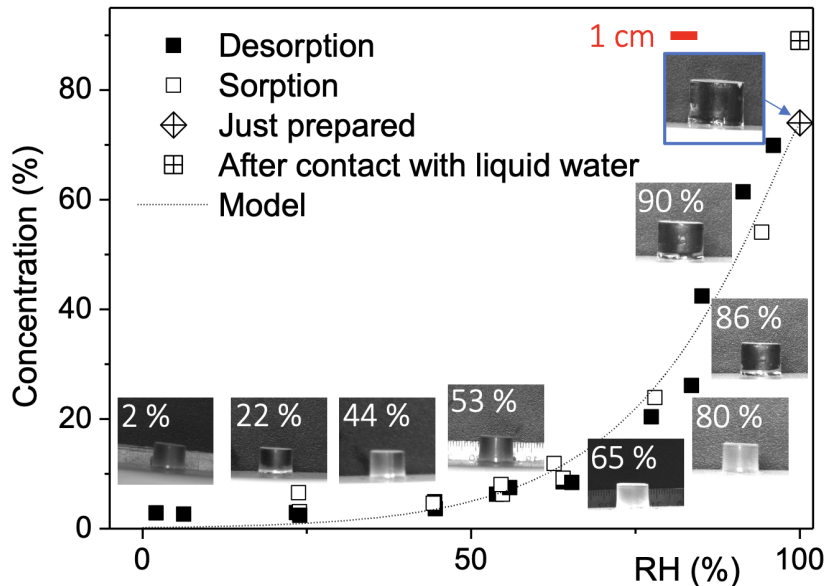 Desorption
Sorption
Just prepared
After contact with liquid water
Model
1 cm
90 %
86 %
2 %
22 %
44 %
53 %
65 %
80 %
Concentration (%)
80
60
40
20
0
0
50
100
RH (%)